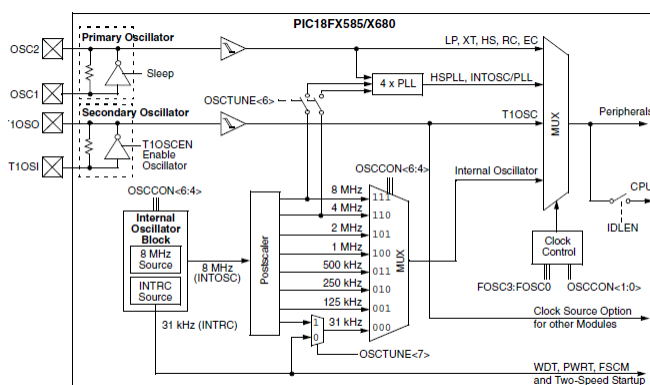 PIC18FX585/X680
Primary Oscillator
OSC2
Sleep
OSC1
LP, XT, HS, RC, EC
4 x PLL
HSPLL, INTOSC/PLL
OSCTUNE<6>
Secondary Oscillator
T1OSO
T1OSCEN
Enable
Oscillator
T1OSI
T1OSC
MUX
Peripherals
Internal Oscillator
CPU
IDLEN
OSCCON<6:4>
OSCCON<6:4>
Internal
Oscillator
Block
8 MHz
Source
INTRC
Source
8 MHz
(INTOSC)
31 kHz (INTRC)
Postscaler
8 MHz
111
4 MHz
110
2 MHz
101
1 MHz
100
500 kHz
011
250 kHz
010
125 kHz
001
1
31 kHz
000
0
MUX
OSCTUNE<7>
Clock
Control
FOSC3:FOSC0
OSCCON<1:0>
Clock Source Option
for other Modules
WDT, PWRT, FSCM
and Two-Speed Startup